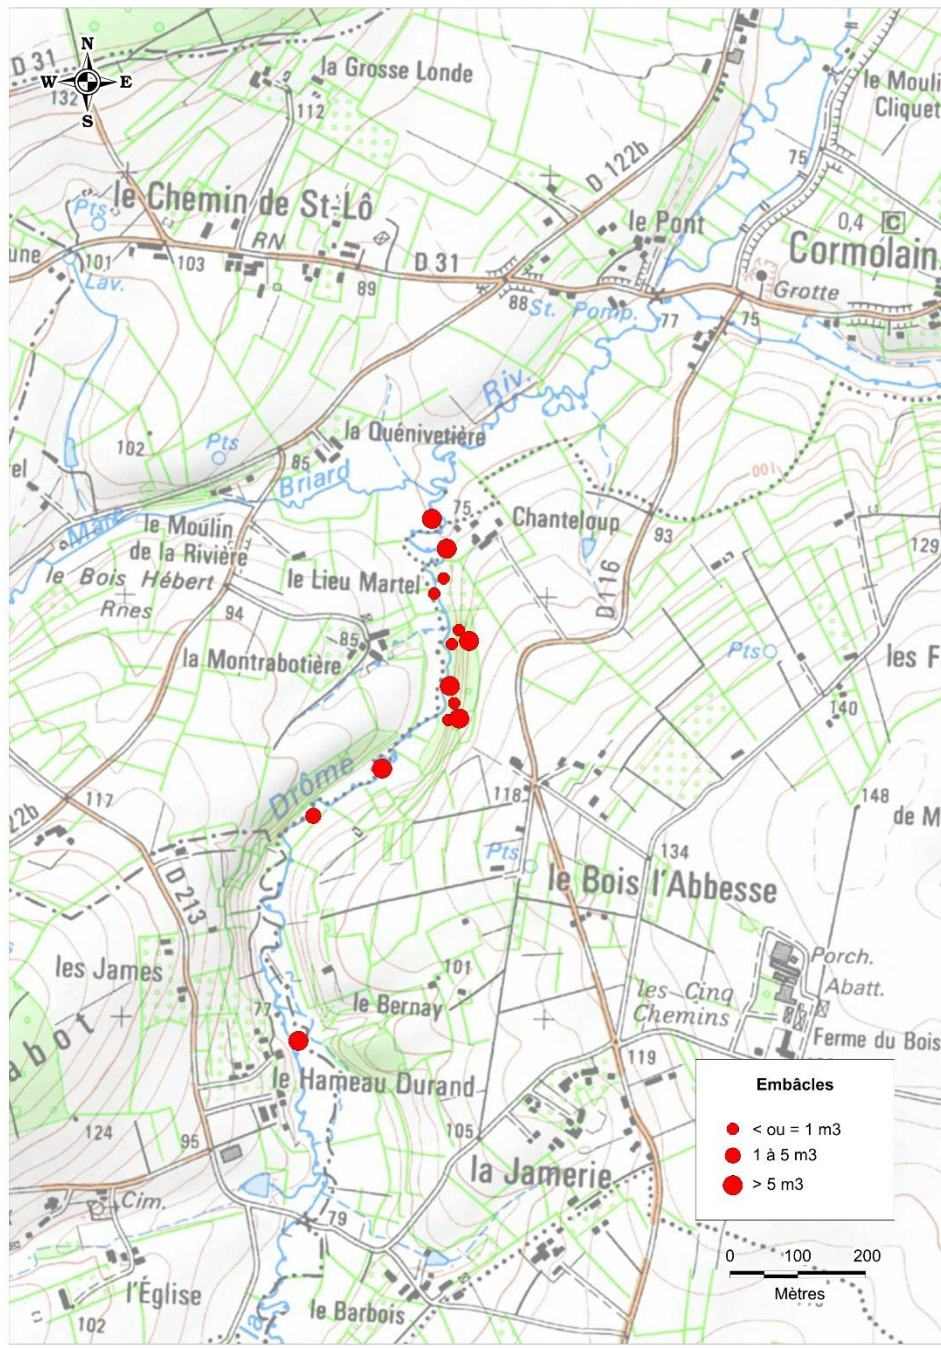 D 31
N
W E
S
132
la Grosse Londe
112
le Mouli
Cliquet
D 122b
75
le Chemin de St-Lô
Pts
le Pont
0,4 C
RN
D 31
Cormolain
une
101
103
Lav.
89
88
St. Pomp.
77
75
Grotte
Riv.
102
Pts
la Quénivetière
85
100
rel
Briard
Mare
le Moulin
de la Rivière
75
Chanteloup
93
129
le Bois Hébert
Rnes
le Lieu Martel
94
D 116
85
la Montrabotière
Pts
les F
140
Drôme
117
118
148
22b
de M
134
Pts
le Bois l'Abbesse
D 213
les James
101
Porch.
Abatt.
77
le Bernay
les Cinq
Chemins
Ferme du Bois
abot
119
le Hameau Durand
Embâcles
< ou = 1 m3
124
95
105
1 à 5 m3
la Jamerie
> 5 m3
Cim.
79
0 100 200
Mètres
l'Église
le Barbois
102
la